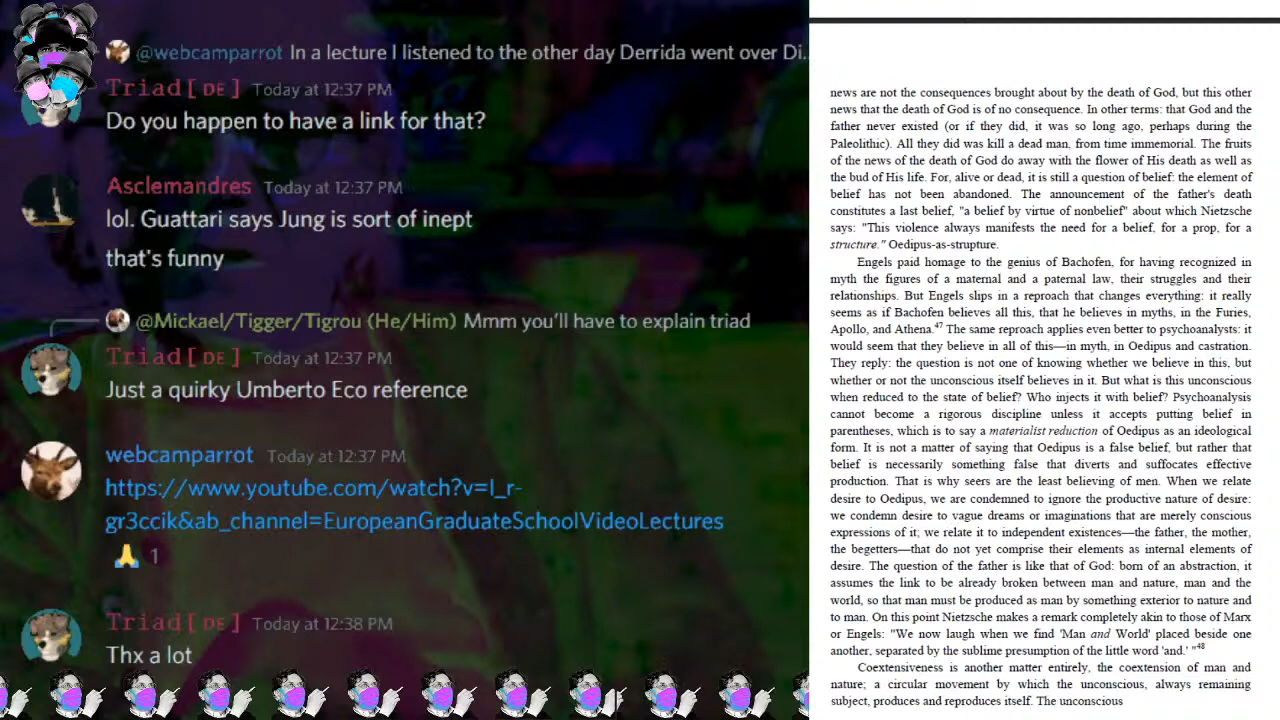 @webcamparrot In a lecture I listened to the other day Derrida went over Di...
Triad[DE] Today at 12:37 PM
Do you happen to have a link for that?
Asclemandres Today at 12:37 PM
lol. Guattari says Jung is sort of inept
that's funny
@Mickael/Tigger/Tigrou (He/Him) Mmm you'll have to explain triad
Triad[DE] Today at 12:37 PM
Just a quirky Umberto Eco reference
webcamparrot Today at 12:37 PM
https://www.youtube.com/watch?v=I_r-
gr3ccik&ab_channel=EuropeanGraduateSchoolVideoLectures
🙏 1
Triad[DE] Today at 12:38 PM
Thx a lot
news are not the consequences brought about by the death of God, but this other
news that the death of God is of no consequence. In other terms: that God and the
father never existed (or if they did, it was so long ago, perhaps during the
Paleolithic). All they did was kill a dead man, from time immemorial. The fruits
of the news of the death of God do away with the flower of His death as well as
the bud of His life. For, alive or dead, it is still a question of belief: the element of
belief has not been abandoned. The announcement of the father's death
constitutes a last belief, "a belief by virtue of nonbelief" about which Nietzsche
says: "This violence always manifests the need for a belief, for a prop, for a
structure." Oedipus-as-strupture.
Engels paid homage to the genius of Bachofen, for having recognized in
myth the figures of a maternal and a paternal law, their struggles and their
relationships. But Engels slips in a reproach that changes everything: it really
seems as if Bachofen believes all this, that he believes in myths, in the Furies,
Apollo, and Athena.47 The same reproach applies even better to psychoanalysts: it
would seem that they believe in all of this—in myth, in Oedipus and castration.
They reply: the question is not one of knowing whether we believe in this, but
whether or not the unconscious itself believes in it. But what is this unconscious
when reduced to the state of belief? Who injects it with belief? Psychoanalysis
cannot become a rigorous discipline unless it accepts putting belief in
parentheses, which is to say a materialist reduction of Oedipus as an ideological
form. It is not a matter of saying that Oedipus is a false belief, but rather that
belief is necessarily something false that diverts and suffocates effective
production. That is why seers are the least believing of men. When we relate
desire to Oedipus, we are condemned to ignore the productive nature of desire:
we condemn desire to vague dreams or imaginations that are merely conscious
expressions of it; we relate it to independent existences—the father, the mother,
the begetters—that do not yet comprise their elements as internal elements of
desire. The question of the father is like that of God: born of an abstraction, it
assumes the link to be already broken between man and nature, man and the
world, so that man must be produced as man by something exterior to nature and
to man. On this point Nietzsche makes a remark completely akin to those of Marx
or Engels: "We now laugh when we find 'Man and World' placed beside one
another, separated by the sublime presumption of the little word 'and.' "48
Coextensiveness is another matter entirely, the coextension of man and
nature; a circular movement by which the unconscious, always remaining
subject, produces and reproduces itself. The unconscious